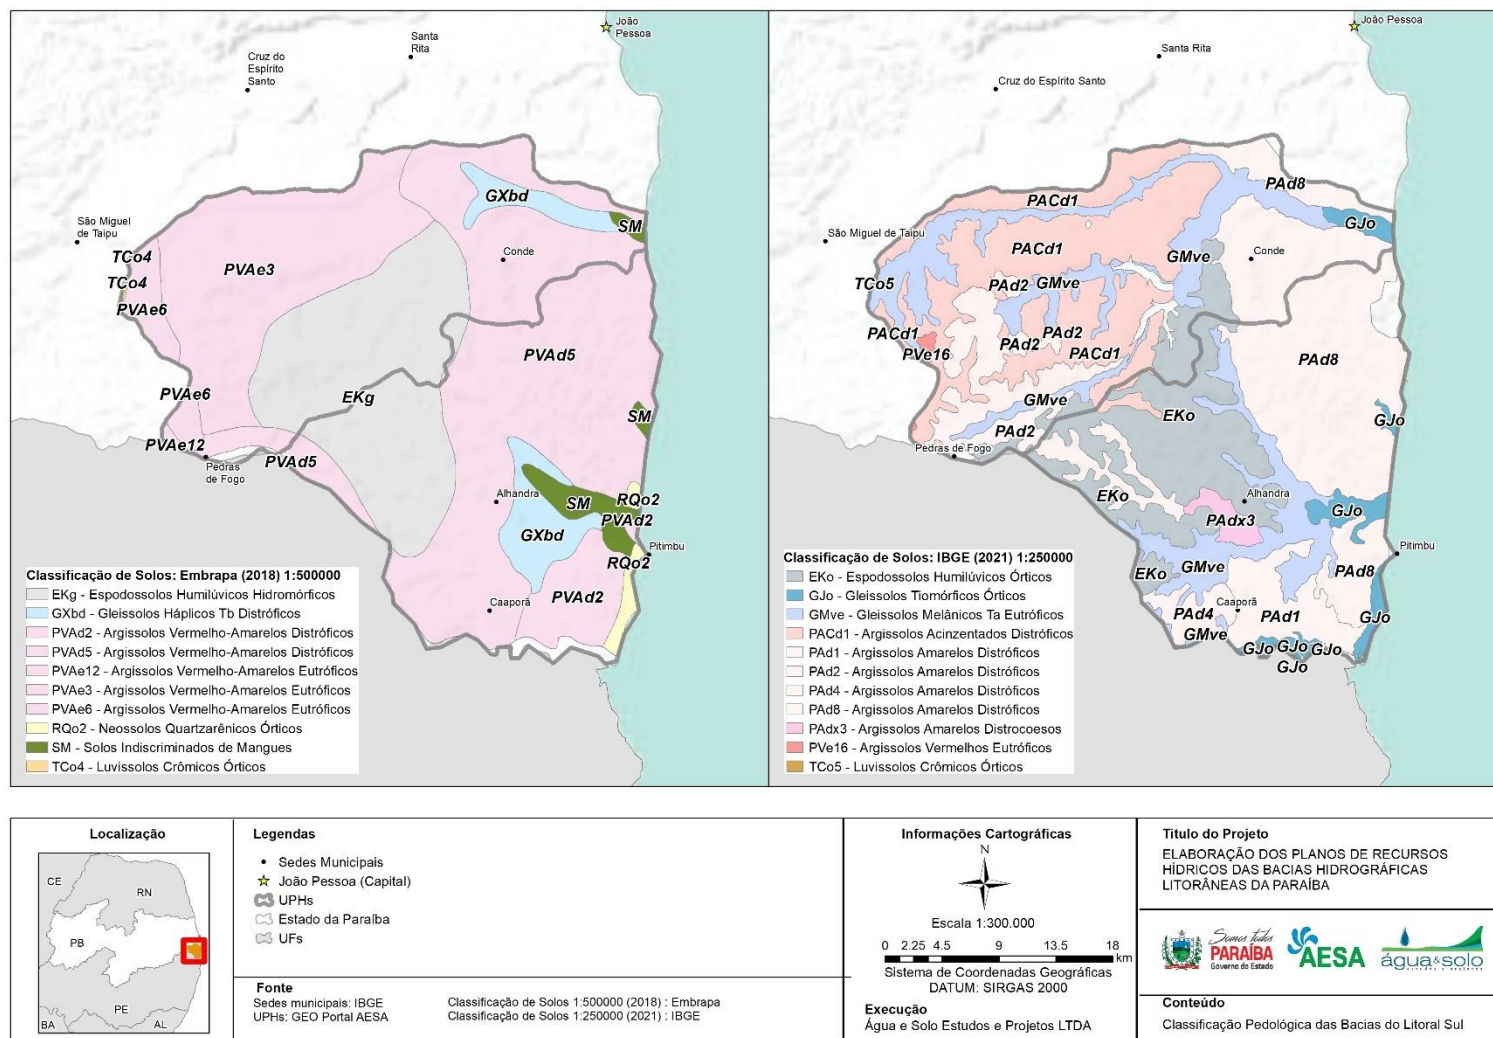 João
Pessoa
Santa
Rita
Cruz do
Espírito
Santo
GXbd
SM
São Miguel
de Taipu
TCo4
Conde
PVAe3
TCo4
PVAe6
PVAd5
PVAe6
EKg
SM
PVAe12
Pedras
de Fogo
PVAd5
Alhandra
SM
RQo2
PVAd2
GXbd
Pitimbu
RQo2
Caaporã
PVAd2
Classificação de Solos: Embrapa (2018) 1:500000
EKg - Espodossolos Humilúvicos Hidromórficos
GXbd - Gleissolos Háplicos Tb Distróficos
PVAd2 - Argissolos Vermelho-Amarelos Distróficos
PVAd5 - Argissolos Vermelho-Amarelos Distróficos
PVAe12 - Argissolos Vermelho-Amarelos Eutróficos
PVAe3 - Argissolos Vermelho-Amarelos Eutróficos
PVAe6 - Argissolos Vermelho-Amarelos Eutróficos
RQo2 - Neossolos Quartzarênicos Órticos
SM - Solos Indiscriminados de Mangues
TCo4 - Luvissolos Crômicos Órticos
João Pessoa
Santa Rita
Cruz do Espírito Santo
PAd8
PACd1
GJo
São Miguel de Taipu
PACd1
GMve
Conde
TCo5
PAd2
GMve
PACd1
PAd2
PAd2
PVe16
PACd1
PAd8
GMve
EKo
GJo
PAd2
Pedras de Fogo
EKo
Alhandra
PAdx3
GJo
Pitimbu
GMve
PAd8
EKo
PAd4
Caaporã
PAd1
GJo
GMve
GJo
GJo
GJo
GJo
Classificação de Solos: IBGE (2021) 1:250000
EKo - Espodossolos Humilúvicos Órticos
GJo - Gleissolos Tiomórficos Órticos
GMve - Gleissolos Melânicos Ta Eutróficos
PACd1 - Argissolos Acinzentados Distróficos
PAd1 - Argissolos Amarelos Distróficos
PAd2 - Argissolos Amarelos Distróficos
PAd4 - Argissolos Amarelos Distróficos
PAd8 - Argissolos Amarelos Distróficos
PAdx3 - Argissolos Amarelos Distrocoesos
PVe16 - Argissolos Vermelhos Eutróficos
TCo5 - Luvissolos Crômicos Órticos
Localização
CE
RN
PB
PE
BA
AL
Legendas
Sedes Municipais
João Pessoa (Capital)
UPHs
Estado da Paraíba
UFs
Fonte
Sedes municipais: IBGE
UPHs: GEO Portal AESA
Classificação de Solos 1:500000 (2018) : Embrapa
Classificação de Solos 1:250000 (2021) : IBGE
Informações Cartográficas
N
Escala 1:300.000
0 2.25 4.5 9 13.5 18
km
Sistema de Coordenadas Geográficas
DATUM: SIRGAS 2000
Execução
Água e Solo Estudos e Projetos LTDA
Titulo do Projeto
ELABORAÇÃO DOS PLANOS DE RECURSOS
HÍDRICOS DAS BACIAS HIDROGRÁFICAS
LITORÂNEAS DA PARAÍBA
Somos todos
PARAÍBA
Governo do Estado
AESA
água&solo
estudos e projetos
Conteúdo
Classificação Pedológica das Bacias do Litoral Sul